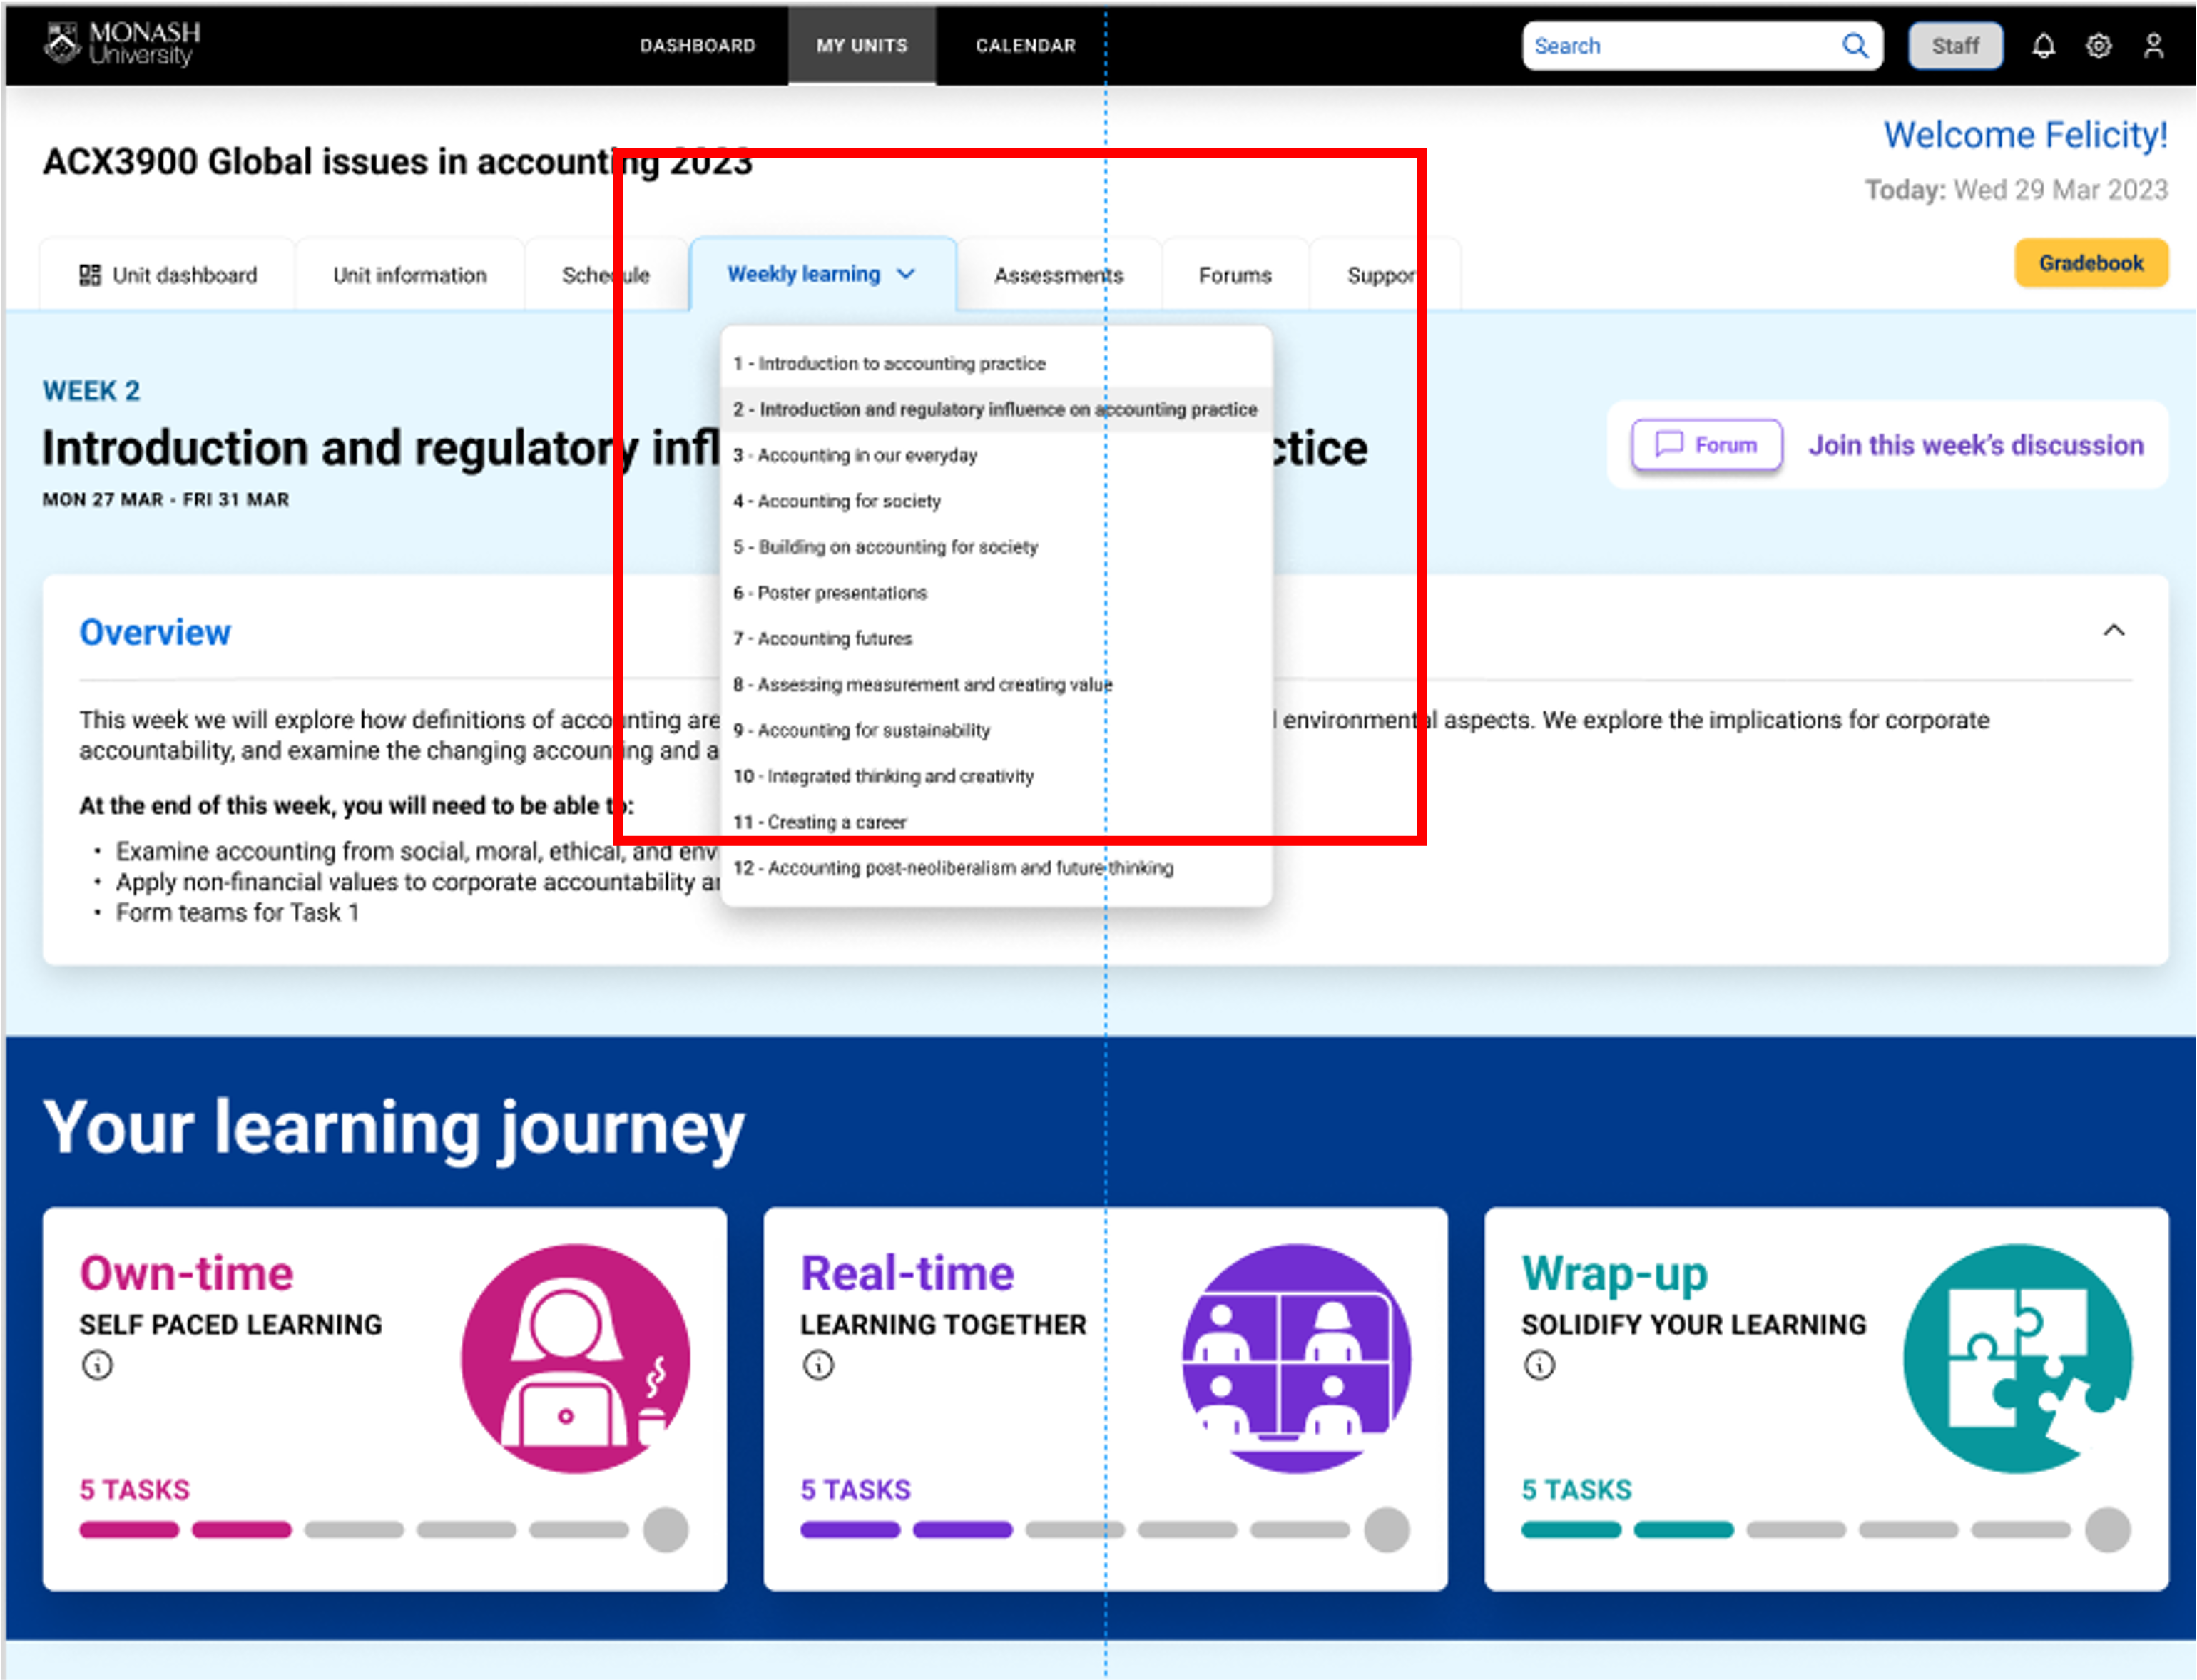 MONASH
University
DASHBOARD
MY UNITS
CALENDAR
Search
Staff
ACX3900 Global issues in accounting 2023
Welcome Felicity!
Today: Wed 29 Mar 2023
Unit dashboard
Unit information
Schedule
Weekly learning
Assessments
Forums
Support
Gradebook
1 - Introduction to accounting practice
2 - Introduction and regulatory influence on accounting practice
3 - Accounting in our everyday
4 - Accounting for society
5 - Building on accounting for society
6 - Poster presentations
7 - Accounting futures
8 - Assessing measurement and creating value
9 - Accounting for sustainability
10 - Integrated thinking and creativity
11 - Creating a career
12 - Accounting post-neoliberalism and future thinking
WEEK 2
Introduction and regulatory infl ctice
MON 27 MAR - FRI 31 MAR
Forum
Join this week's discussion
Overview
This week we will explore how definitions of accounting are environmental aspects. We explore the implications for corporate
accountability, and examine the changing accounting and a
At the end of this week, you will need to be able to:
• Examine accounting from social, moral, ethical, and env
• Apply non-financial values to corporate accountability
• Form teams for Task 1
Your learning journey
Own-time
SELF PACED LEARNING
5 TASKS
Real-time
LEARNING TOGETHER
5 TASKS
Wrap-up
SOLIDIFY YOUR LEARNING
5 TASKS